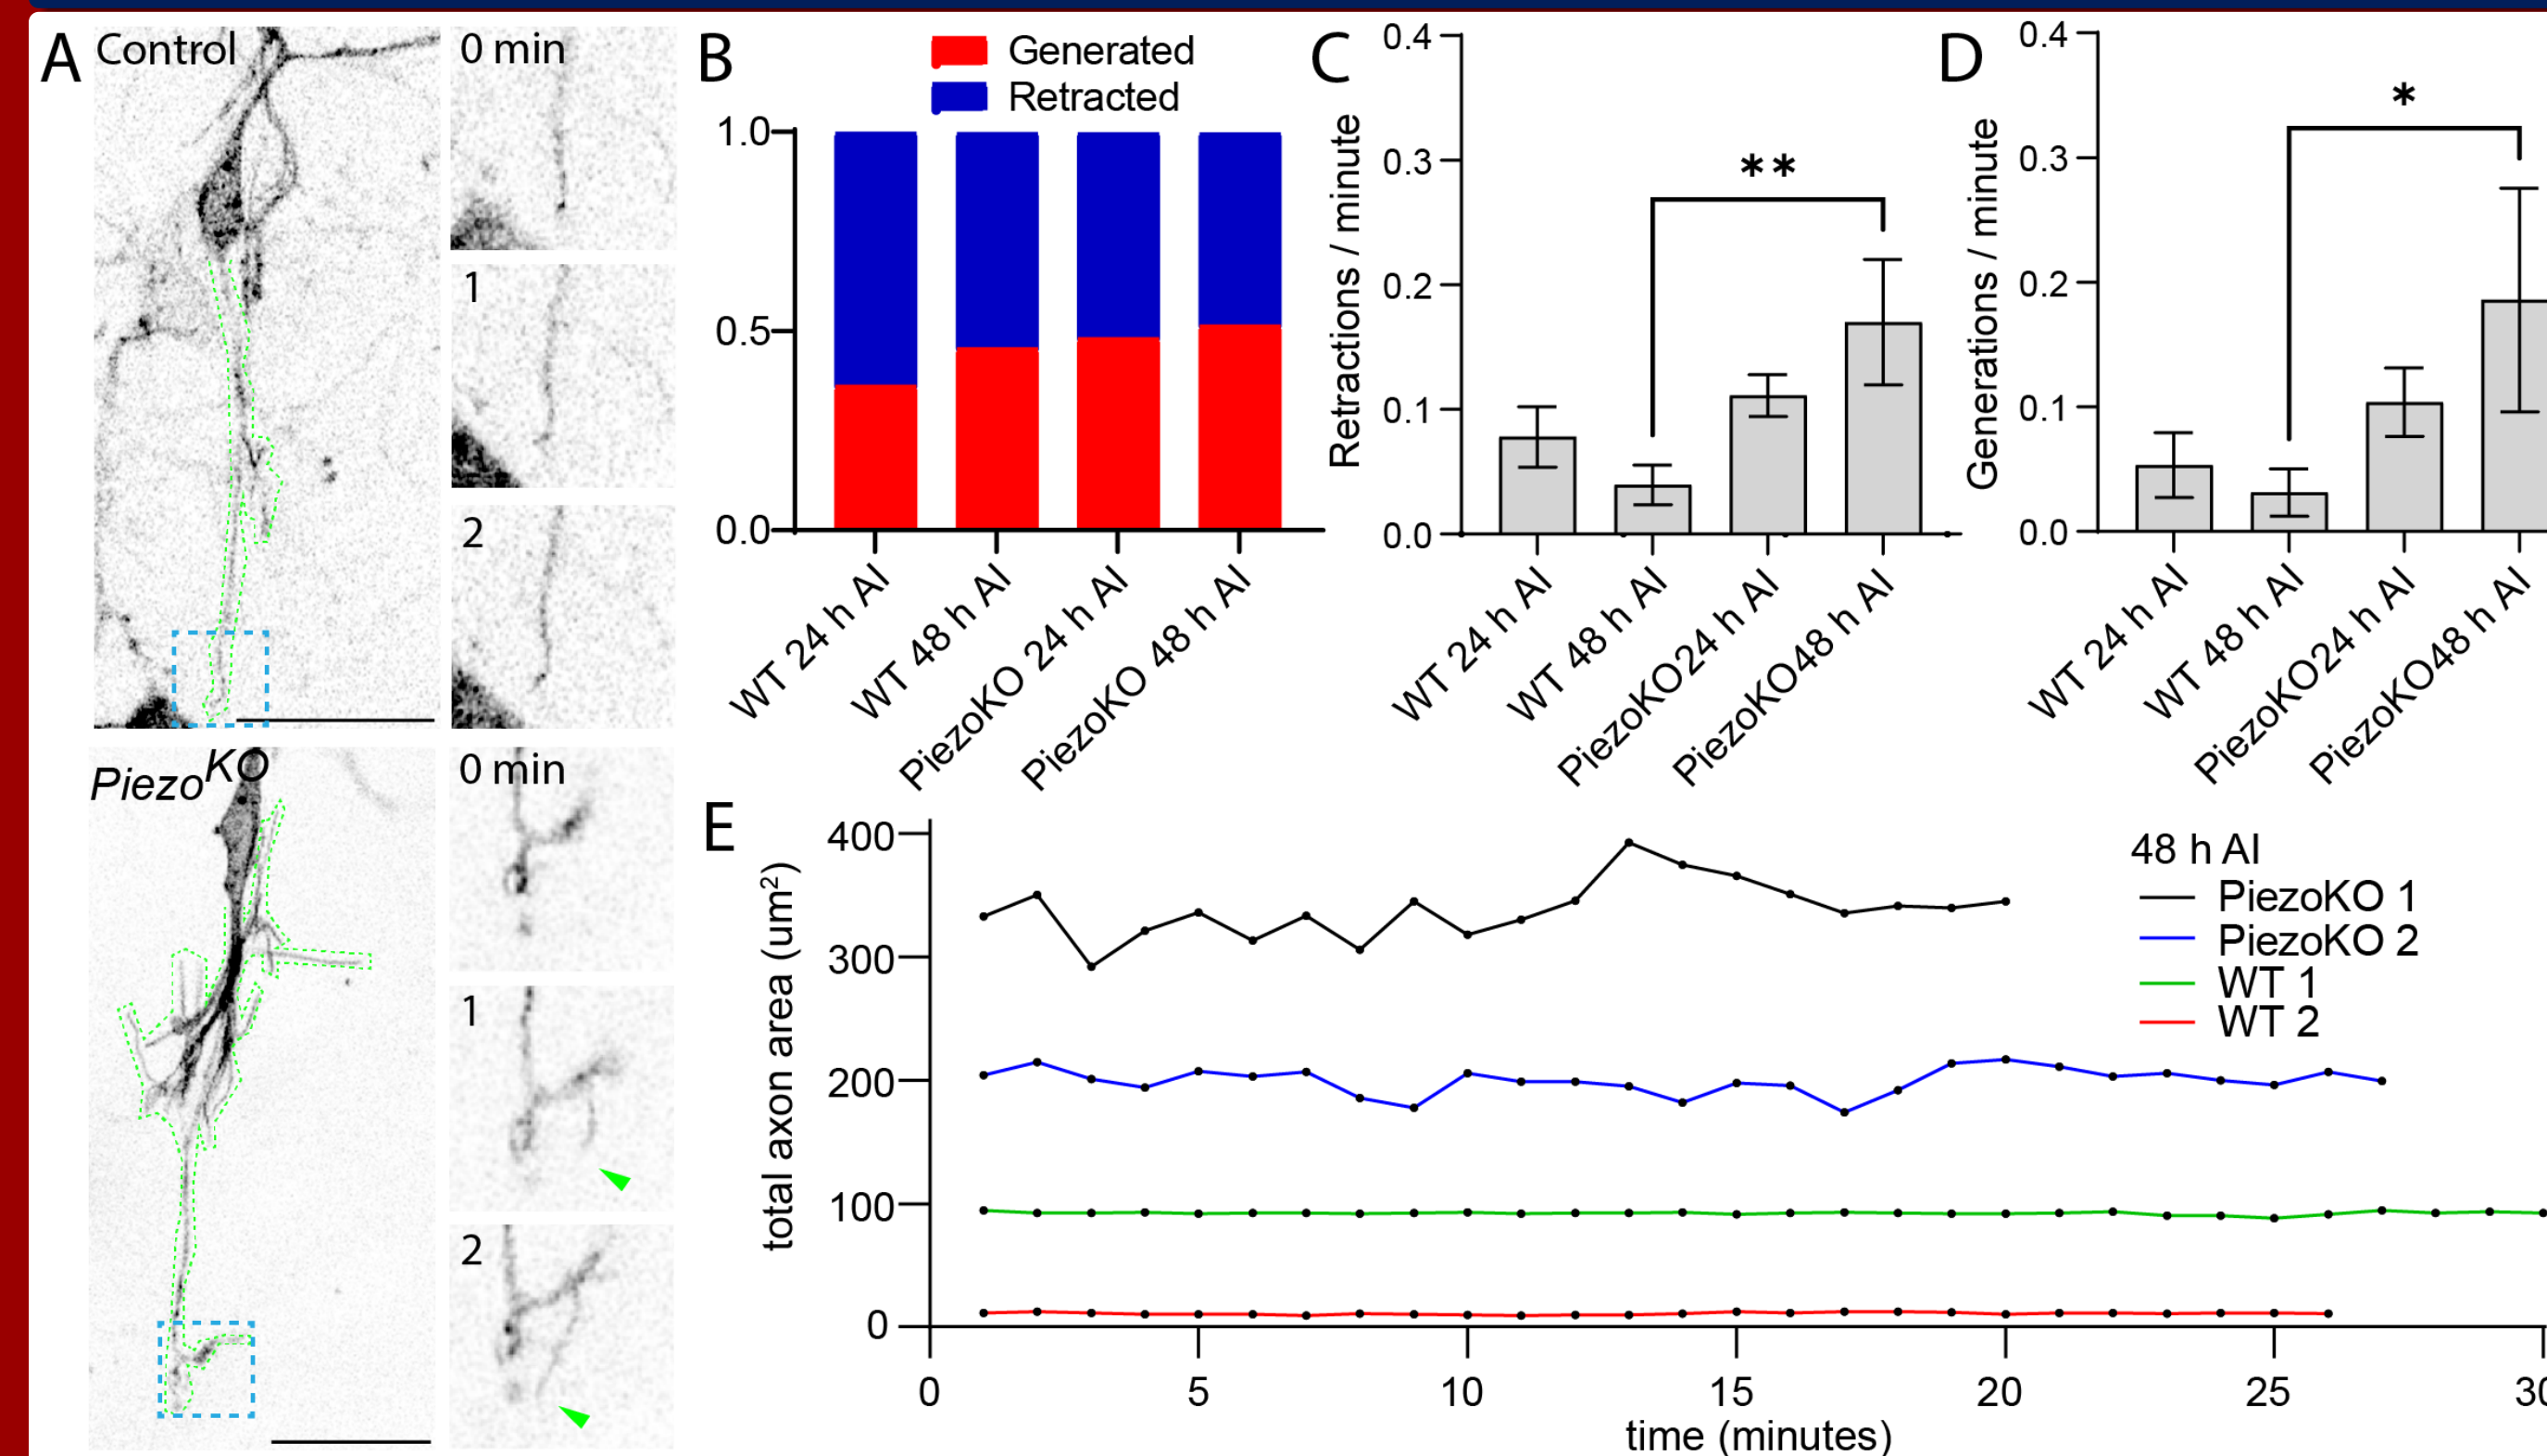 A
Control
0 min
1
2
Piezo^KO
0 min
1
2
B
Generated
Retracted
1.0
0.5
0.0
WT 24 h AI
WT 48 h AI
PiezoKO 24 h AI
PiezoKO 48 h AI
C
Retractions / minute
0.4
0.3
0.2
0.1
0.0
**
WT 24 h AI
WT 48 h AI
PiezoKO24 h AI
PiezoKO48 h AI
D
Generations / minute
0.4
0.3
0.2
0.1
0.0
*
WT 24 h AI
WT 48 h AI
PiezoKO24 h AI
PiezoKO48 h AI
E
total axon area (um²)
400
300
200
100
0
0 5 10 15 20 25
time (minutes)
48 h AI
PiezoKO 1
PiezoKO 2
WT 1
WT 2